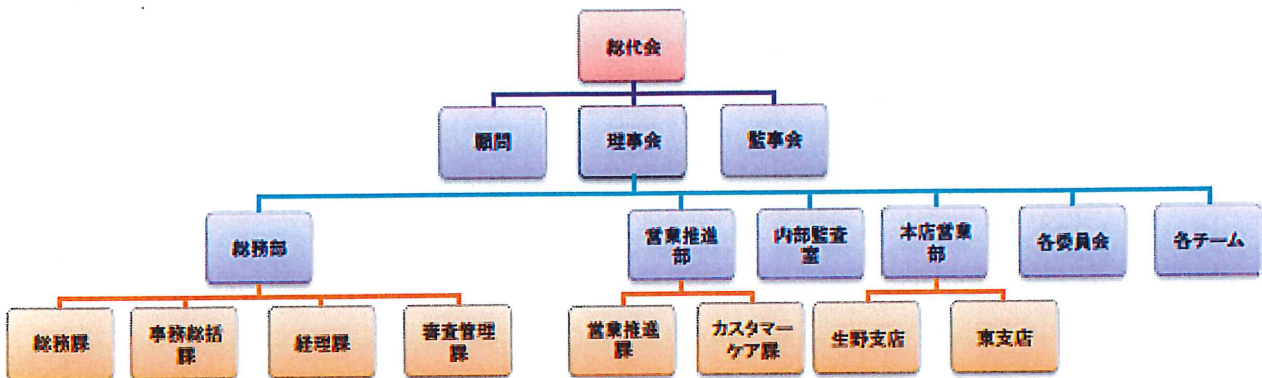 総代会
顧問
理事会
監事会
総務部
営業推進
部
内部監査
室
本店営業
部
各委員会
各チーム
総務課
事務総括
課
経理課
審査管理
課
営業推進
課
カスタマー
ケア課
生野支店
東支店